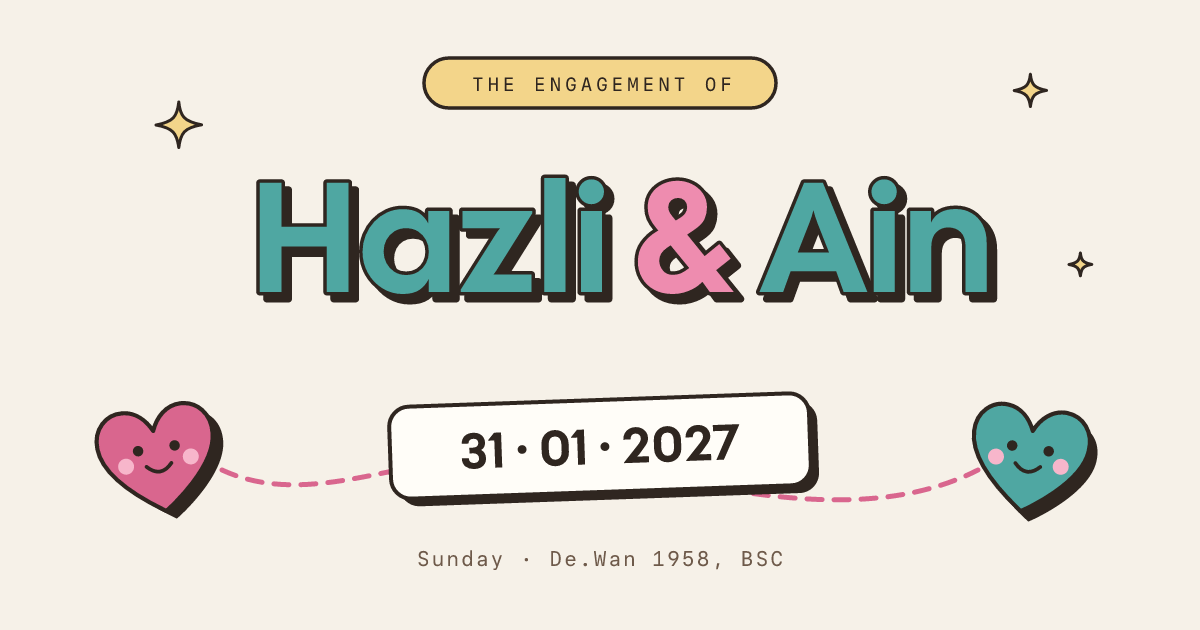 THE ENGAGEMENT OF
Hazli & Ain
31 · 01 · 2027
Sunday · De.Wan 1958, BSC